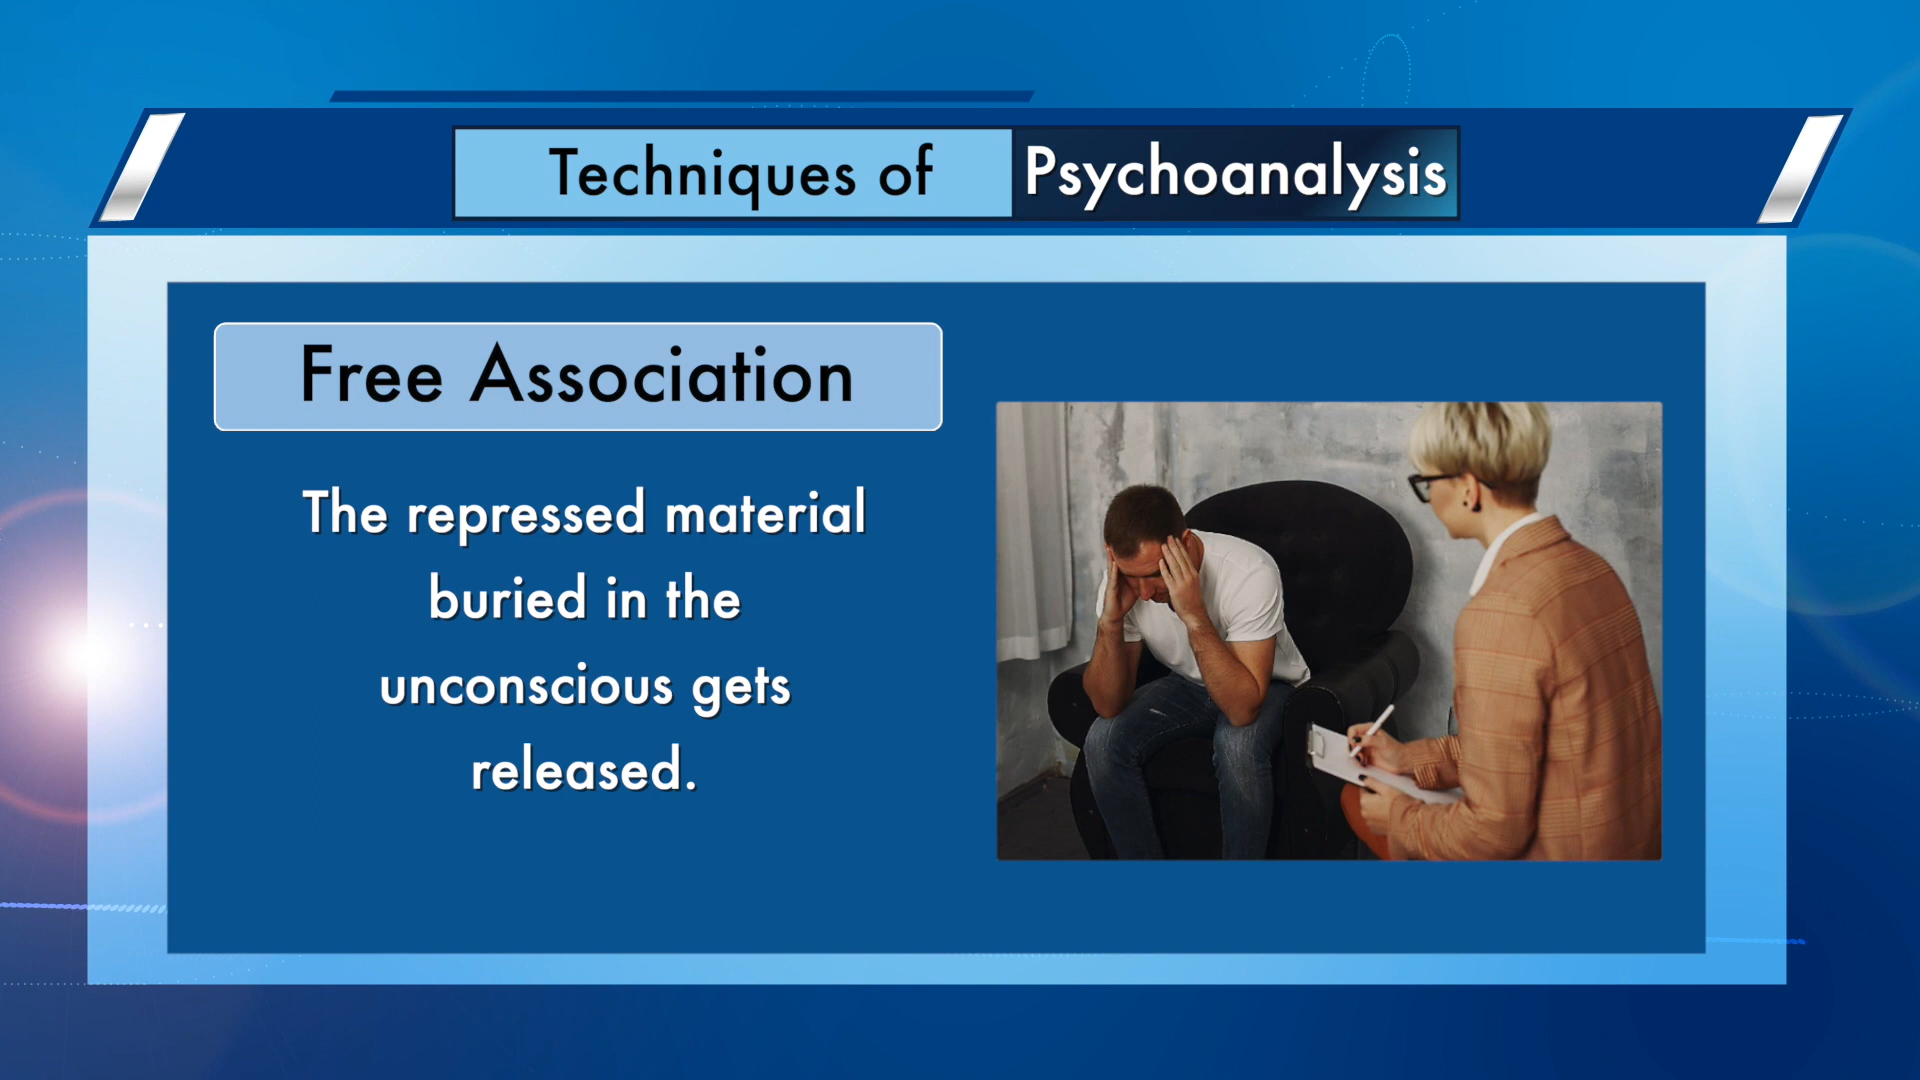 Techniques of Psychoanalysis
Free Association
The repressed material
buried in the
unconscious gets
released.